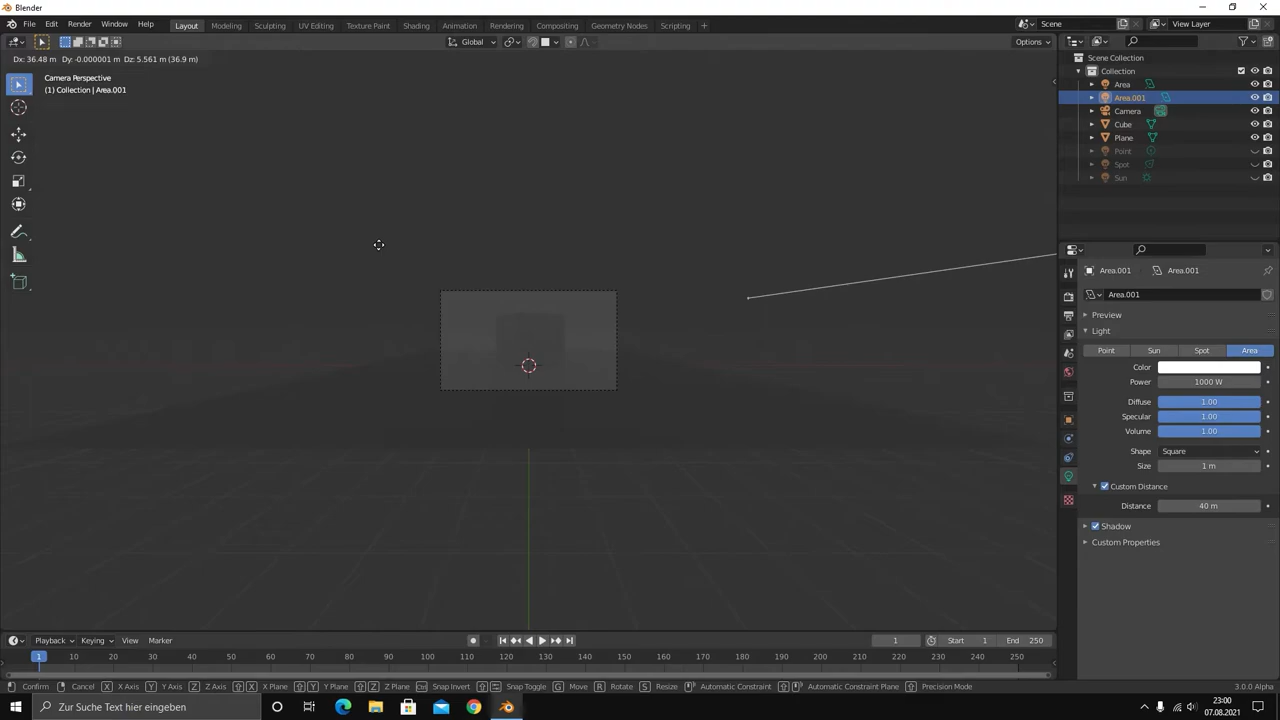 Blender
File Edit Render Window Help Layout Modeling Sculpting UV Editing Texture Paint Shading Animation Rendering Compositing Geometry Nodes Scripting + Scene View Layer
Global Options
Dx: 36.48 m Dy: -0.000001 m Dz: 5.561 m (36.9 m)
Camera Perspective
(1) Collection | Area.001
Scene Collection
Collection
Area
Area.001
Camera
Cube
Plane
Point
Spot
Sun
Area.001 Area.001
Area.001
Preview
Light
Point Sun Spot Area
Color
Power 1000 W
Diffuse 1.00
Specular 1.00
Volume 1.00
Shape Square
Size 1 m
Custom Distance
Distance 40 m
Shadow
Custom Properties
Playback Keying View Marker 1 Start 1 End 250
1 10 20 30 40 50 60 70 80 90 100 110 120 130 140 150 160 170 180 190 200 210 220 230 240 250
Confirm Cancel X X Axis Y Y Axis Z Z Axis X X Plane Y Y Plane Z Z Plane Snap Invert Snap Toggle G Move R Rotate S Resize Automatic Constraint Automatic Constraint Plane Precision Mode 3.0.0 Alpha
Zur Suche Text hier eingeben
23:00
07.08.2021